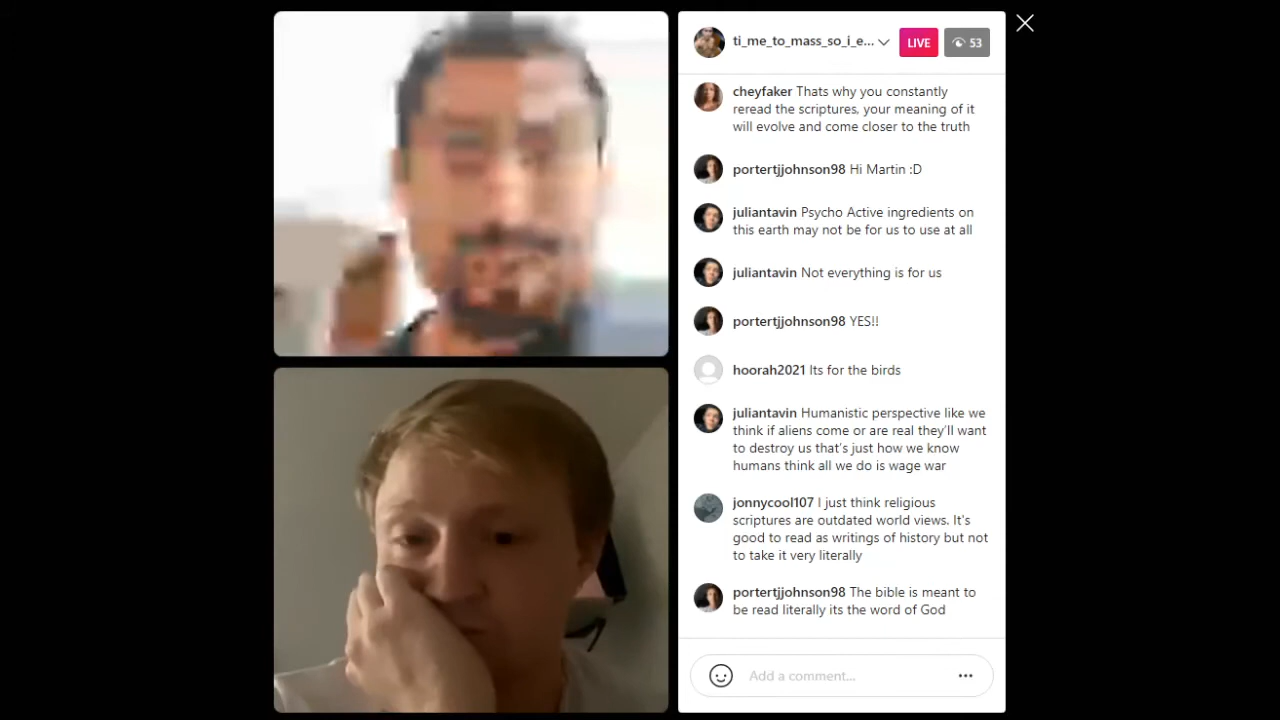 ti_me_to_mass_so_i_e...
LIVE
53
cheyfaker Thats why you constantly
reread the scriptures, your meaning of it
will evolve and come closer to the truth
portertjjohnson98 Hi Martin :D
juliantavin Psycho Active ingredients on
this earth may not be for us to use at all
juliantavin Not everything is for us
portertjjohnson98 YES!!
hoorah2021 Its for the birds
juliantavin Humanistic perspective like we
think if aliens come or are real they'll want
to destroy us that's just how we know
humans think all we do is wage war
jonnycool107 I just think religious
scriptures are outdated world views. It's
good to read as writings of history but not
to take it very literally
portertjjohnson98 The bible is meant to
be read literally its the word of God
Add a comment...